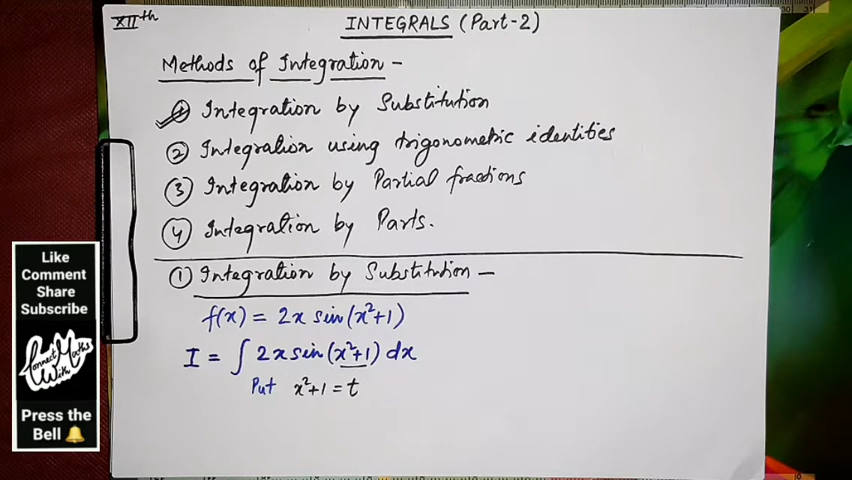 XIIth
INTEGRALS (Part-2)
Methods of Integration -
① Integration by Substitution
② Integration using trigonometric identities
③ Integration by Partial fractions
④ Integration by Parts.
① Integration by Substitution -
f(x) = 2x sin(x²+1)
I = ∫ 2x sin(x²+1) dx
Put x²+1 = t
Like
Comment
Share
Subscribe
Connect
With
Maths
Press the
Bell 🔔